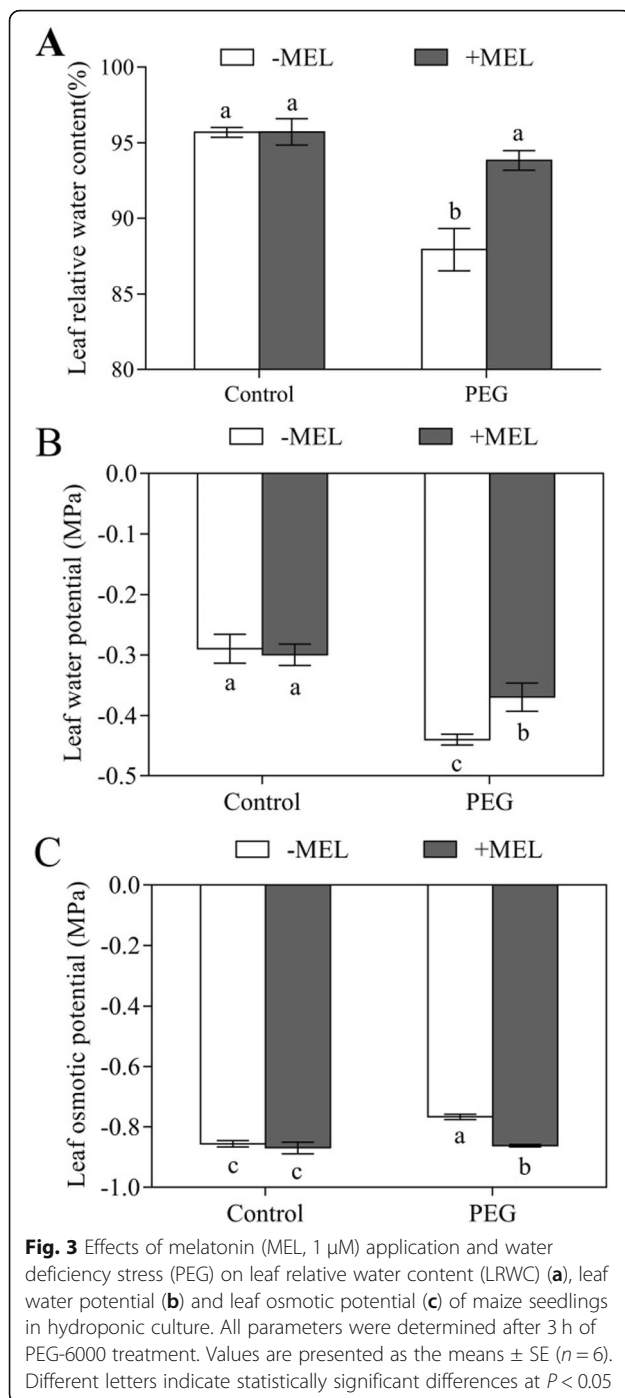 A
-MEL +MEL
Leaf relative water content(%)
100
95
90
85
80
a
a
b
a
Control PEG
B
-MEL +MEL
Leaf water potential (MPa)
0.0
-0.1
-0.2
-0.3
-0.4
-0.5
a
a
c
b
Control PEG
C
-MEL +MEL
Leaf osmotic potential (MPa)
0.0
-0.2
-0.4
-0.6
-0.8
-1.0
c
c
a
b
Control PEG
Fig. 3 Effects of melatonin (MEL, 1 μM) application and water
deficiency stress (PEG) on leaf relative water content (LRWC) (a), leaf
water potential (b) and leaf osmotic potential (c) of maize seedlings
in hydroponic culture. All parameters were determined after 3 h of
PEG-6000 treatment. Values are presented as the means ± SE (n = 6).
Different letters indicate statistically significant differences at P < 0.05